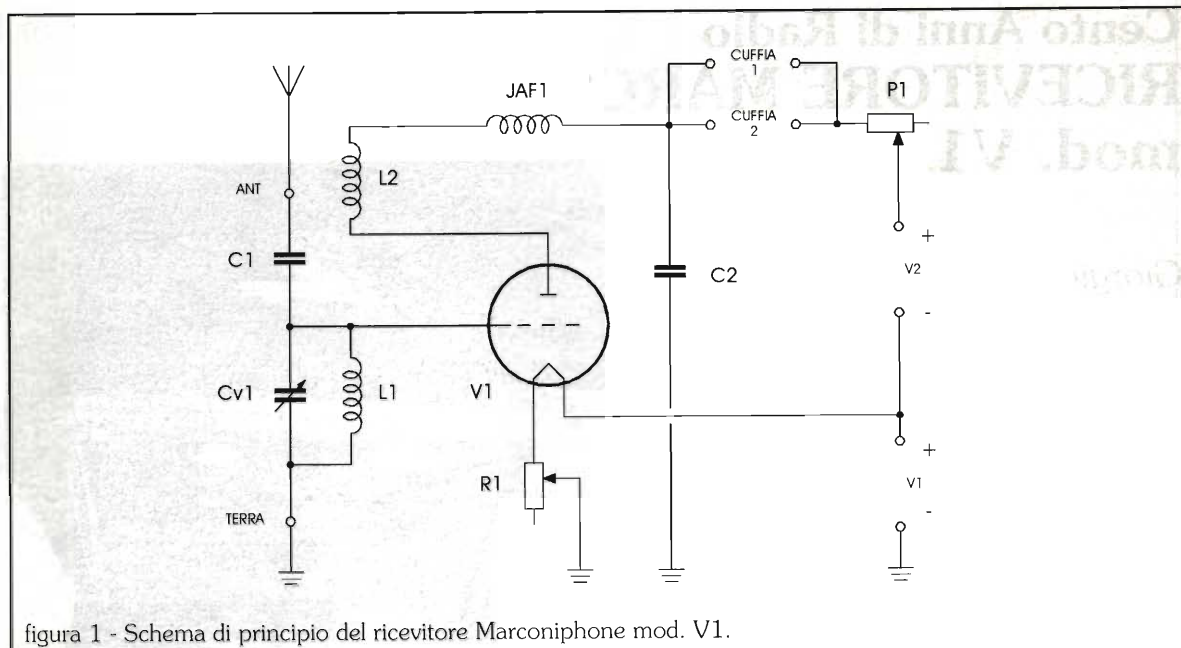 CUFFIA
1
JAF1
P1
CUFFIA
2
L2
ANT
+
C1
V2
C2
-
Cv1
L1
V1
+
V1
R1
-
TERRA
figura 1 - Schema di principio del ricevitore Marconiphone mod. V1.
Cento Anni di Radio
RICEVITORE MARC
mod. V1